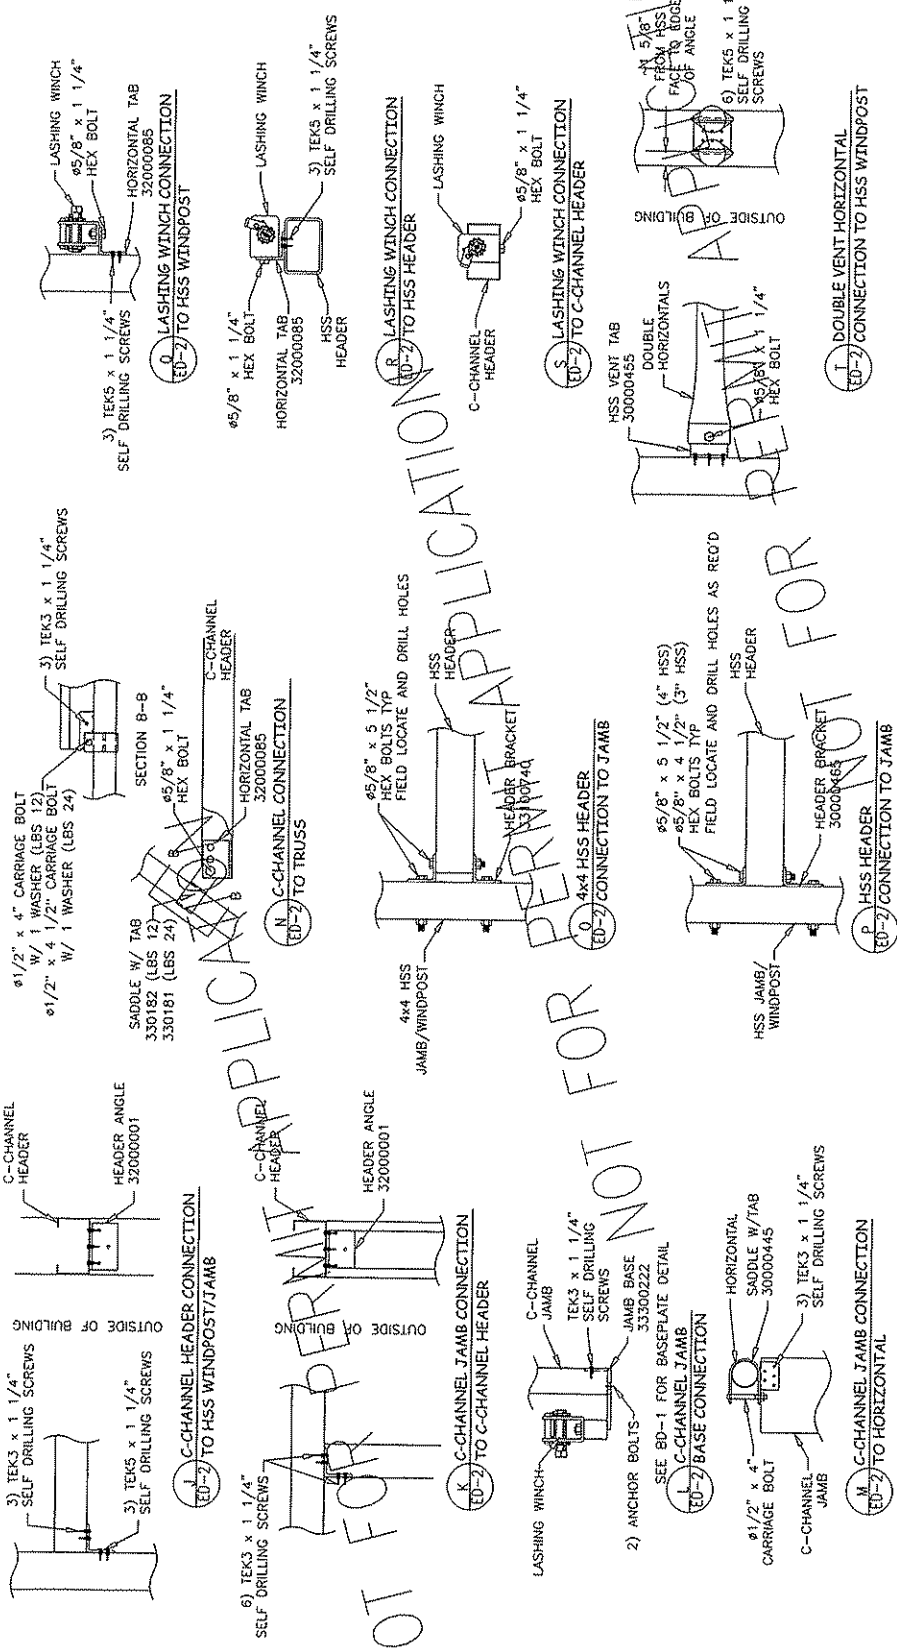 3) TEK3 x 1 1/4"
SELF DRILLING SCREWS
3) TEK5 x 1 1/4"
SELF DRILLING SCREWS
OUTSIDE OF BUILDING
C-CHANNEL
HEADER
HEADER ANGLE
32000001
J
ED-2
C-CHANNEL HEADER CONNECTION
TO HSS WINDPOST/JAMB
6) TEK3 x 1 1/4"
SELF DRILLING SCREWS
OUTSIDE OF BUILDING
C-CHANNEL
HEADER
HEADER ANGLE
32000001
K
ED-2
C-CHANNEL JAMB CONNECTION
TO C-CHANNEL HEADER
LASHING WINCH
C-CHANNEL
JAMB
TEK3 x 1 1/4"
SELF DRILLING
SCREWS
JAMB BASE
33300222
2) ANCHOR BOLTS
SEE BD-1 FOR BASEPLATE DETAIL
L
ED-2
C-CHANNEL JAMB
BASE CONNECTION
HORIZONTAL
SADDLE W/TAB
30000445
3) TEK3 x 1 1/4"
SELF DRILLING SCREWS
ø1/2" x 4"
CARRIAGE BOLT
C-CHANNEL
JAMB
M
ED-2
C-CHANNEL JAMB CONNECTION
TO HORIZONTAL
ø1/2" x 4" CARRIAGE BOLT
W/ 1 WASHER (LBS 12)
ø1/2" x 4 1/2" CARRIAGE BOLT
W/ 1 WASHER (LBS 24)
3) TEK3 x 1 1/4"
SELF DRILLING SCREWS
SECTION B-B
SADDLE W/ TAB
330182 (LBS 12)
330181 (LBS 24)
B
B
ø5/8" x 1 1/4"
HEX BOLT
C-CHANNEL
HEADER
HORIZONTAL TAB
32000085
N
ED-2
C-CHANNEL CONNECTION
TO TRUSS
ø5/8" x 5 1/2"
HEX BOLTS TYP
FIELD LOCATE AND DRILL HOLES
4x4 HSS
JAMB/WINDPOST
HSS
HEADER
HEADER BRACKET
33100740
O
ED-2
4x4 HSS HEADER
CONNECTION TO JAMB
ø5/8" x 5 1/2" (4" HSS)
ø5/8" x 4 1/2" (3" HSS)
HEX BOLTS TYP
FIELD LOCATE AND DRILL HOLES AS REQ'D
HSS JAMB/
WINDPOST
HSS
HEADER
HEADER BRACKET
30000465
P
ED-2
HSS HEADER
CONNECTION TO JAMB
LASHING WINCH
ø5/8" x 1 1/4"
HEX BOLT
3) TEK5 x 1 1/4"
SELF DRILLING SCREWS
HORIZONTAL TAB
32000085
Q
ED-2
LASHING WINCH CONNECTION
TO HSS WINDPOST
ø5/8" x 1 1/4"
HEX BOLT
LASHING WINCH
HORIZONTAL TAB
32000085
3) TEK5 x 1 1/4"
SELF DRILLING SCREWS
HSS
HEADER
R
ED-2
LASHING WINCH CONNECTION
TO HSS HEADER
LASHING WINCH
C-CHANNEL
HEADER
ø5/8" x 1 1/4"
HEX BOLT
S
ED-2
LASHING WINCH CONNECTION
TO C-CHANNEL HEADER
HSS VENT TAB
30000455
DOUBLE
HORIZONTALS
ø5/8" x 1 1/4"
HEX BOLT
OUTSIDE OF BUILDING
~1 5/8"
FROM HSS
FACE TO EDGE
OF ANGLE
6) TEK5 x 1 1
SELF DRILLING
SCREWS
T
ED-2
DOUBLE VENT HORIZONTAL
CONNECTION TO HSS WINDPOST
OT FOR PERMIT APPLICATION
NOT FOR PERMIT APPLICATION
NOT FOR PERMIT APPLICATION